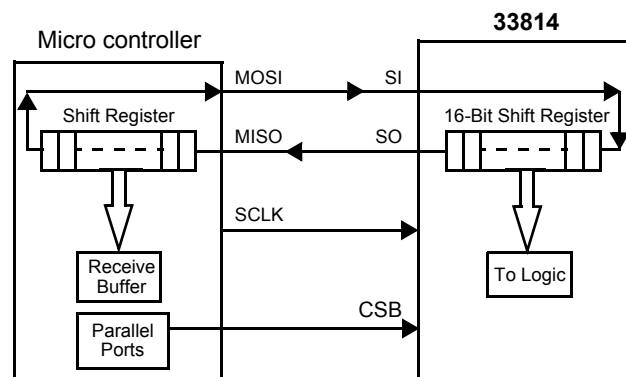 33814
Micro controller
MOSI
SI
Shift Register
16-Bit Shift Register
MISO
SO
SCLK
Receive
Buffer
To Logic
CSB
Parallel
Ports